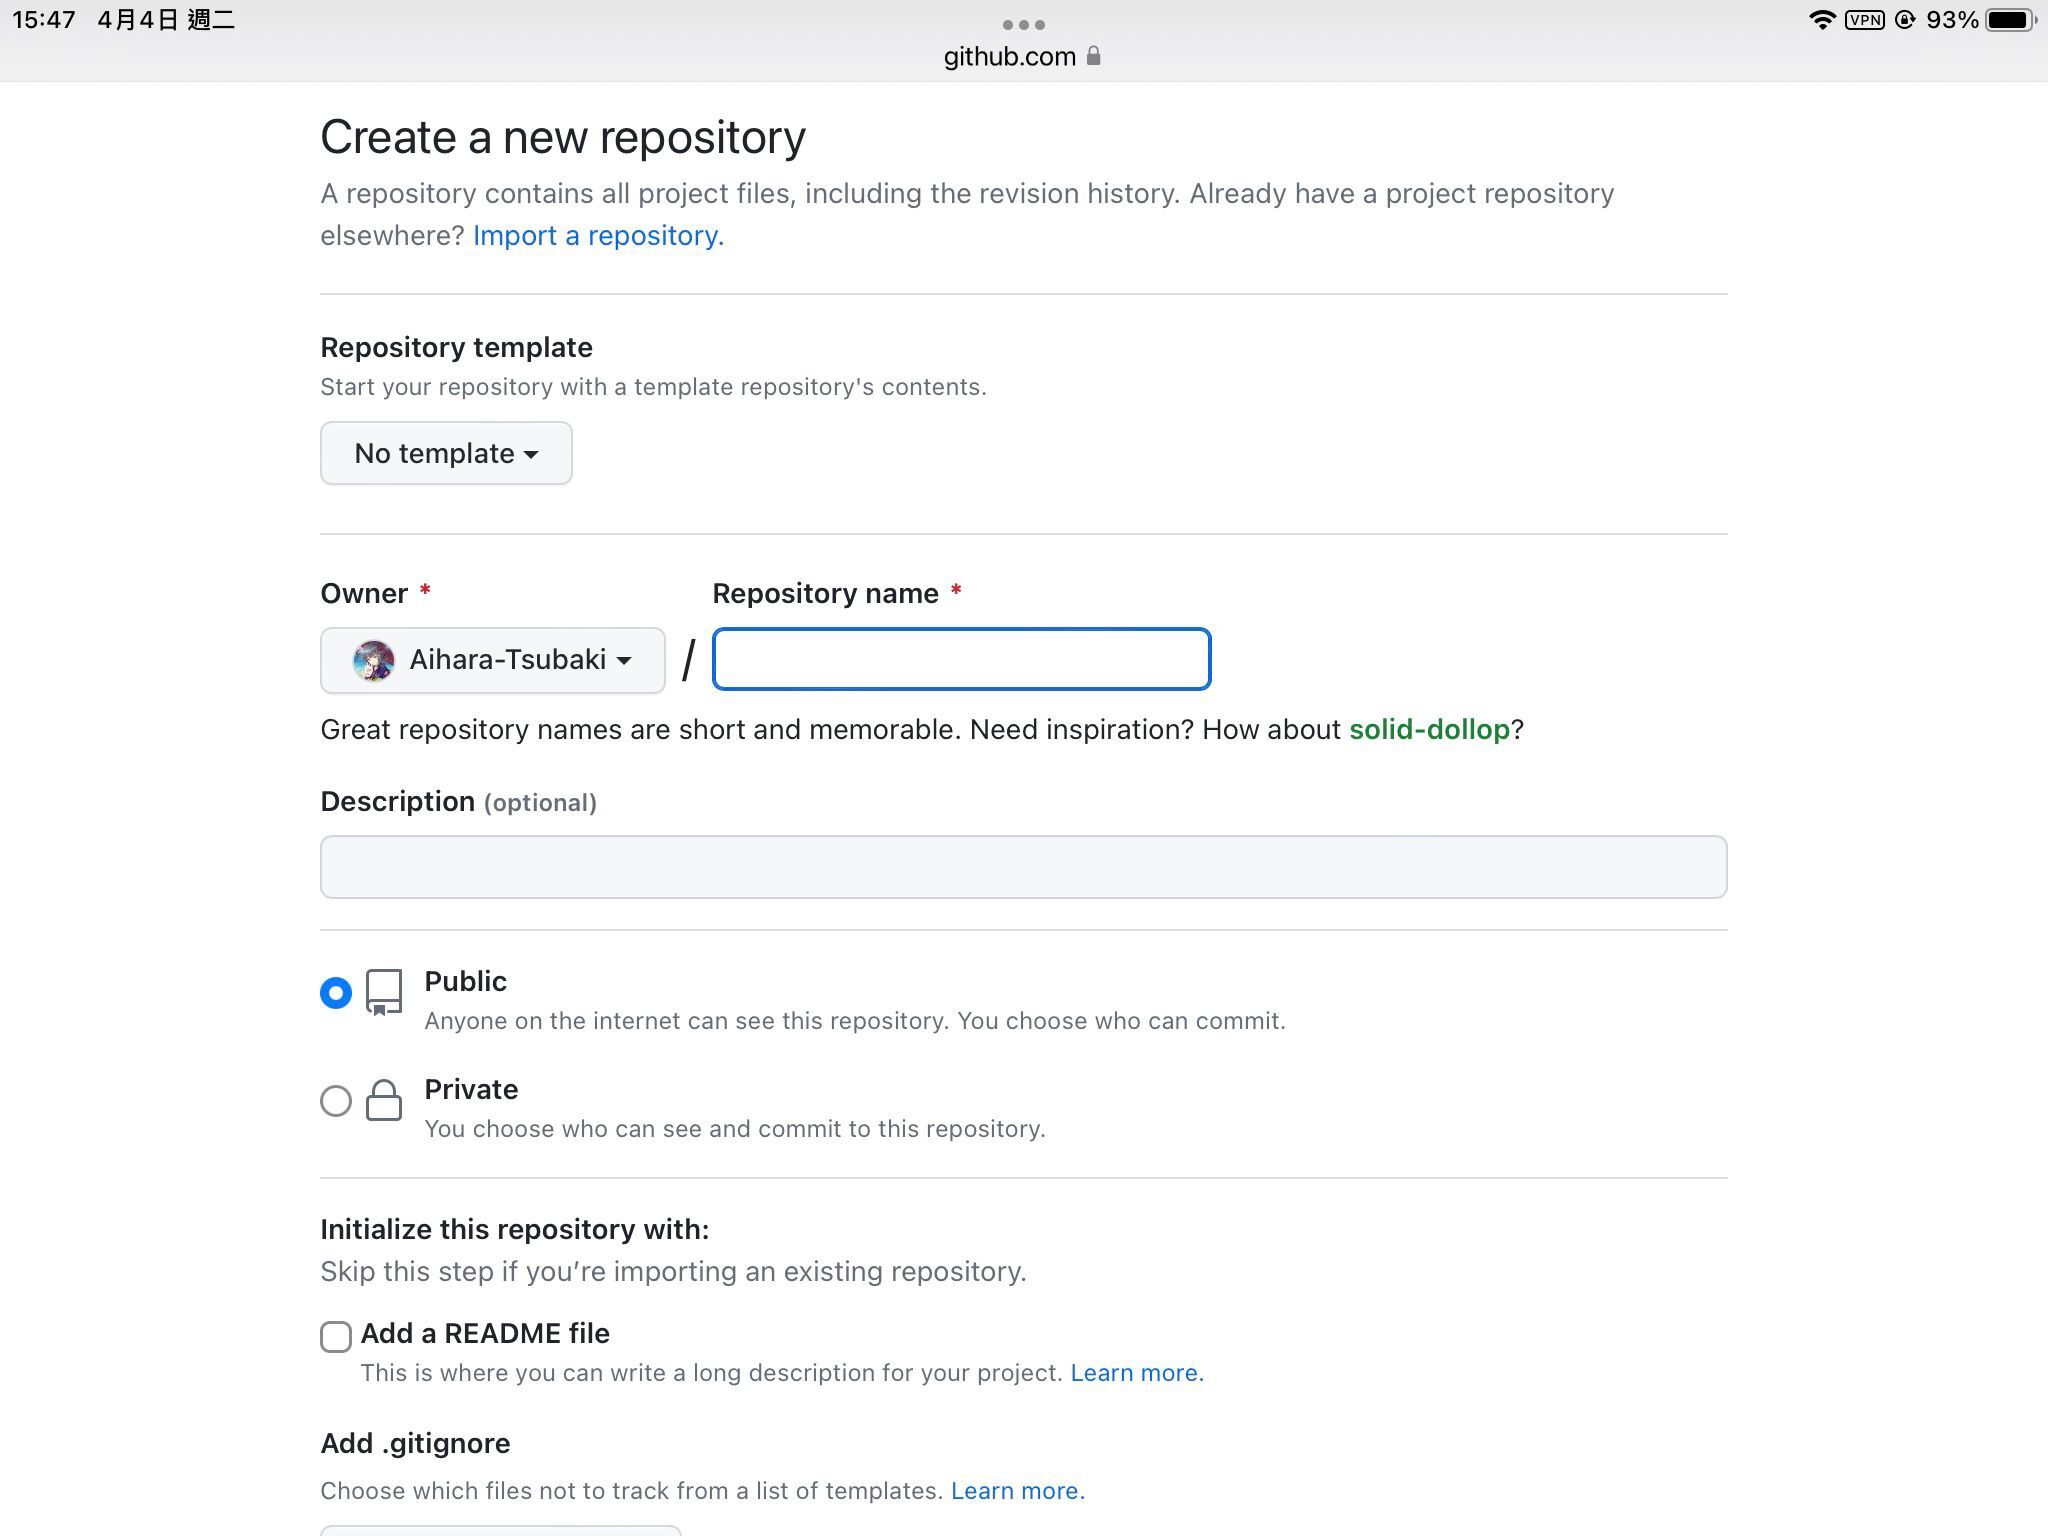 15:47 4月4日 週二
VPN 93%
github.com
Create a new repository
A repository contains all project files, including the revision history. Already have a project repository
elsewhere? Import a repository.
Repository template
Start your repository with a template repository's contents.
No template
Owner * Repository name *
Aihara-Tsubaki /
Great repository names are short and memorable. Need inspiration? How about solid-dollop?
Description (optional)
Public
Anyone on the internet can see this repository. You choose who can commit.
Private
You choose who can see and commit to this repository.
Initialize this repository with:
Skip this step if you’re importing an existing repository.
Add a README file
This is where you can write a long description for your project. Learn more.
Add .gitignore
Choose which files not to track from a list of templates. Learn more.